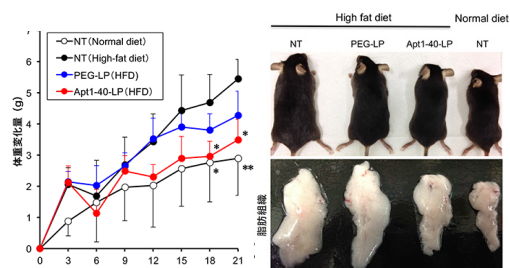 NT(Normal diet)
NT(High-fat diet)
PEG-LP(HFD)
Apt1-40-LP(HFD)
体重変化量 (g)
7
6
5
4
3
2
1
0
0 3 6 9 12 15 18 21
*
*
*
**
High fat diet Normal diet
NT PEG-LP Apt1-40-LP NT
脂肪組織